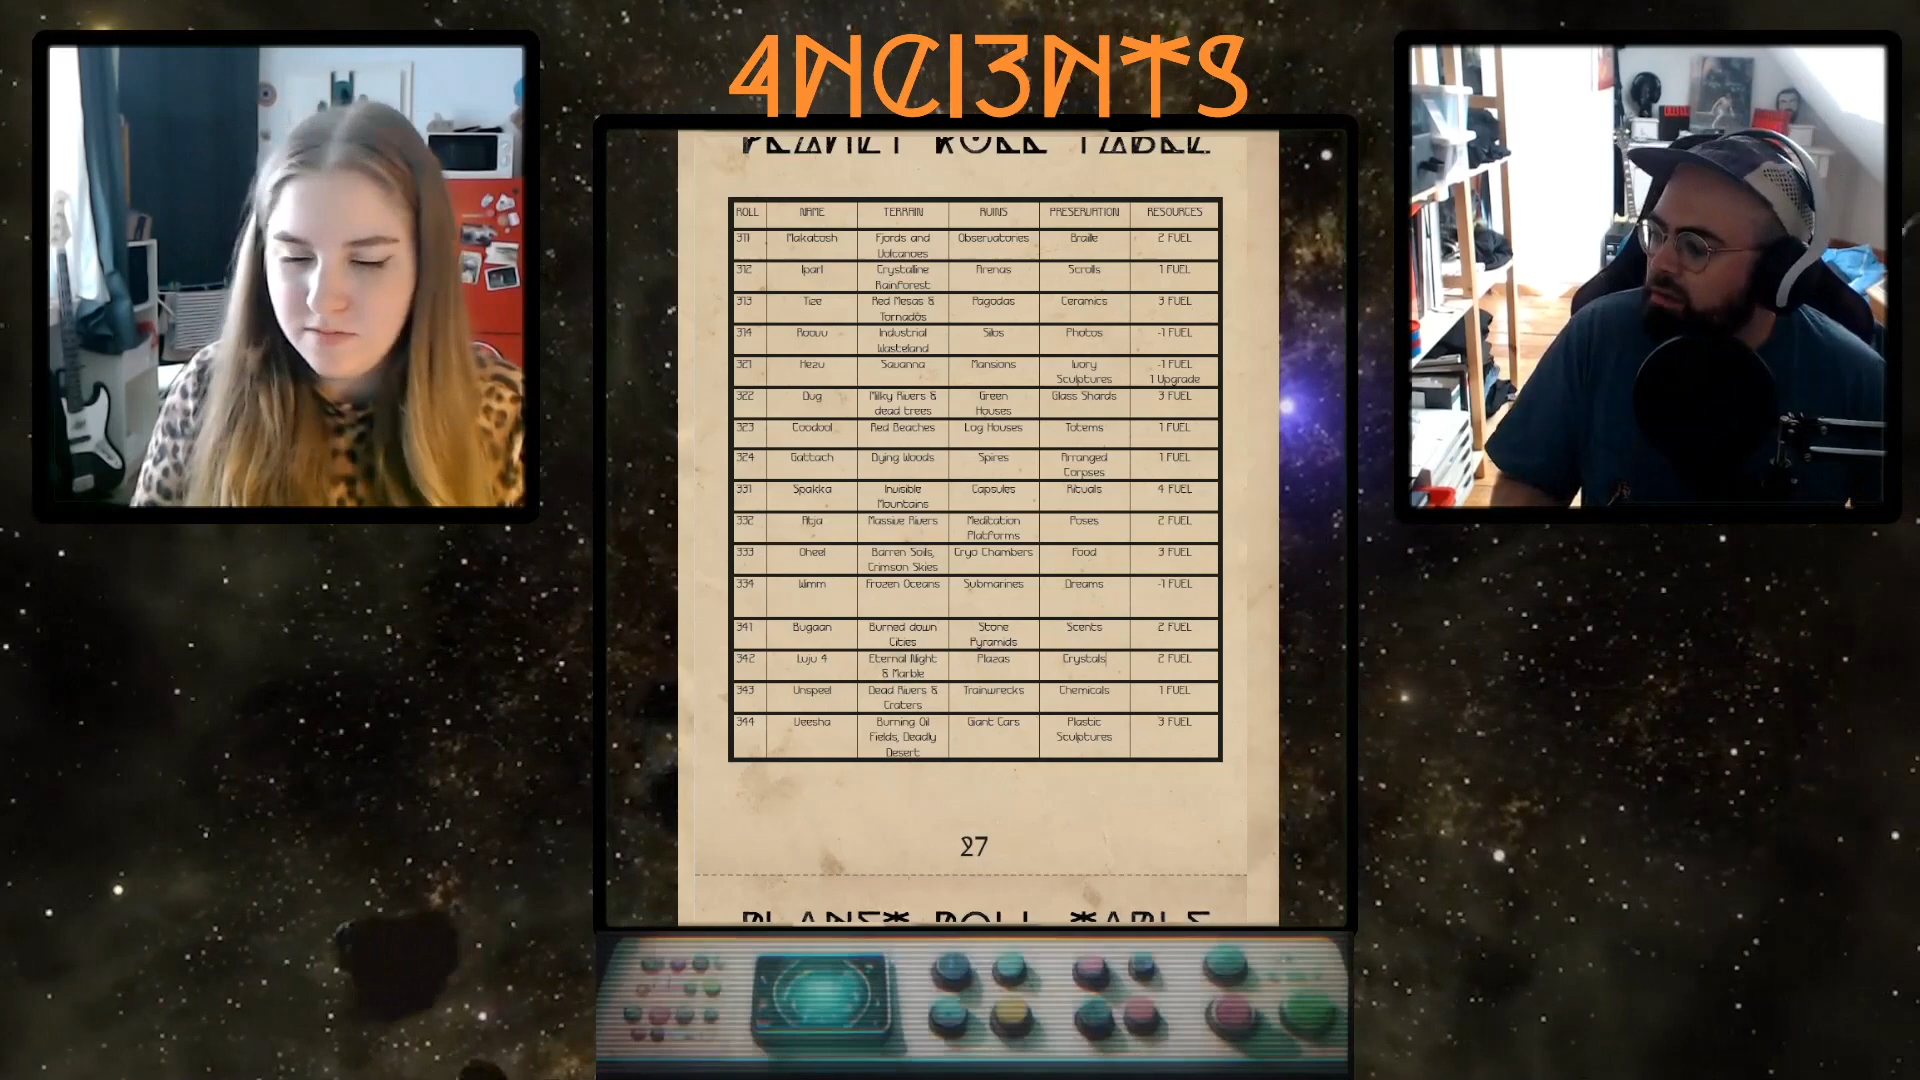 4NCI3NTS
PLANET ROLL TABLE
ROLL NAME TERRAIN RUINS PRESERVATION RESOURCES
311 Makatosh Fjords and Volcanoes Observatories Braille 2 FUEL
312 Iparl Crystalline Rainforest Arenas Scrolls 1 FUEL
313 Tize Red Mesas & Tornados Pagodas Ceramics 3 FUEL
314 Roovu Industrial Wasteland Silos Photos -1 FUEL
321 Hezu Savanna Mansions Ivory Sculptures -1 FUEL 1 Upgrade
322 Dug Milky Rivers & dead trees Green Houses Glass Shards 3 FUEL
323 Coodool Red Beaches Log Houses Totems 1 FUEL
324 Gattach Dying Woods Spires Arranged Corpses 1 FUEL
331 Spakka Invisible Mountains Capsules Rituals 4 FUEL
332 Massive Rivers Meditation Platforms Poses 2 FUEL
333 Oheel Barren Soils, Crimson Skies Cryo Chambers Food 3 FUEL
334 Wimm Frozen Oceans Submarines Dreams -1 FUEL
341 Bugaan Burned down Cities Stone Pyramids Scents 2 FUEL
342 Luju 4 Eternal Night & Marble Plazas Crystals 2 FUEL
343 Unspeel Dead Rivers & Craters Trainwrecks Chemicals 1 FUEL
344 Veesha Burning Oil Fields, Deadly Desert Giant Cars Plastic Sculptures 3 FUEL
27
PLANET ROLL TABLE